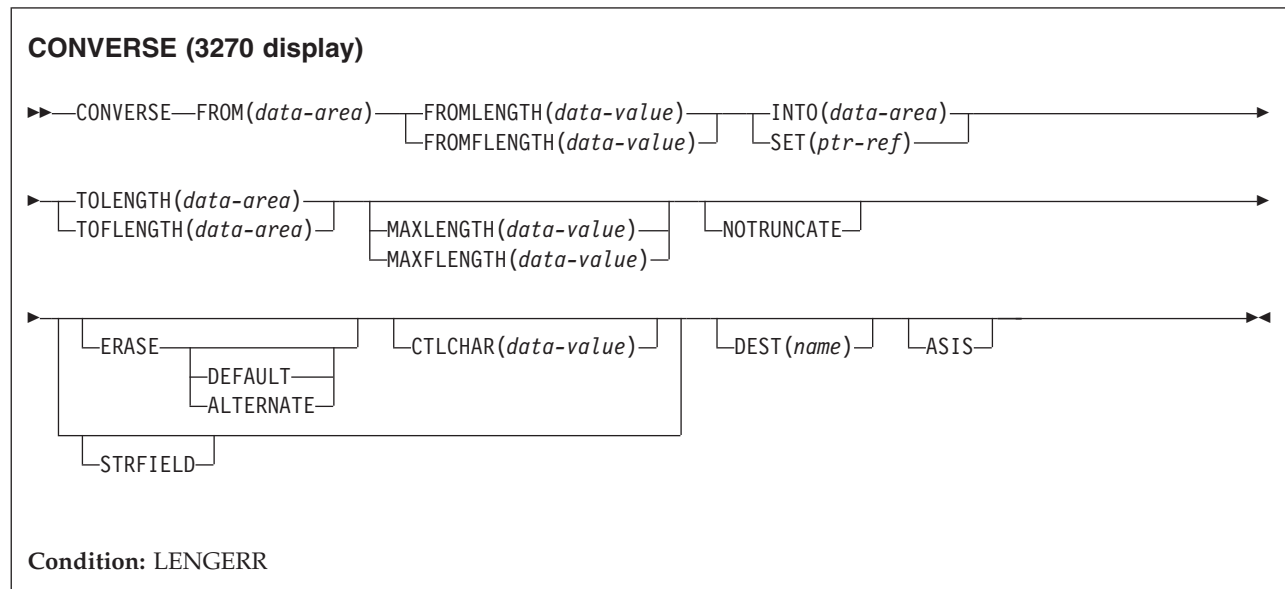 CONVERSE (3270 display)
CONVERSE FROM(data-area) FROMLENGTH(data-value) INTO(data-area)
FROMFLENGTH(data-value) SET(ptr-ref)
TOLENGTH(data-area)
TOFLENGTH(data-area) MAXLENGTH(data-value) NOTRUNCATE
MAXFLENGTH(data-value)
ERASE CTLCHAR(data-value) DEST(name) ASIS
DEFAULT
ALTERNATE
STRFIELD
Condition: LENGERR